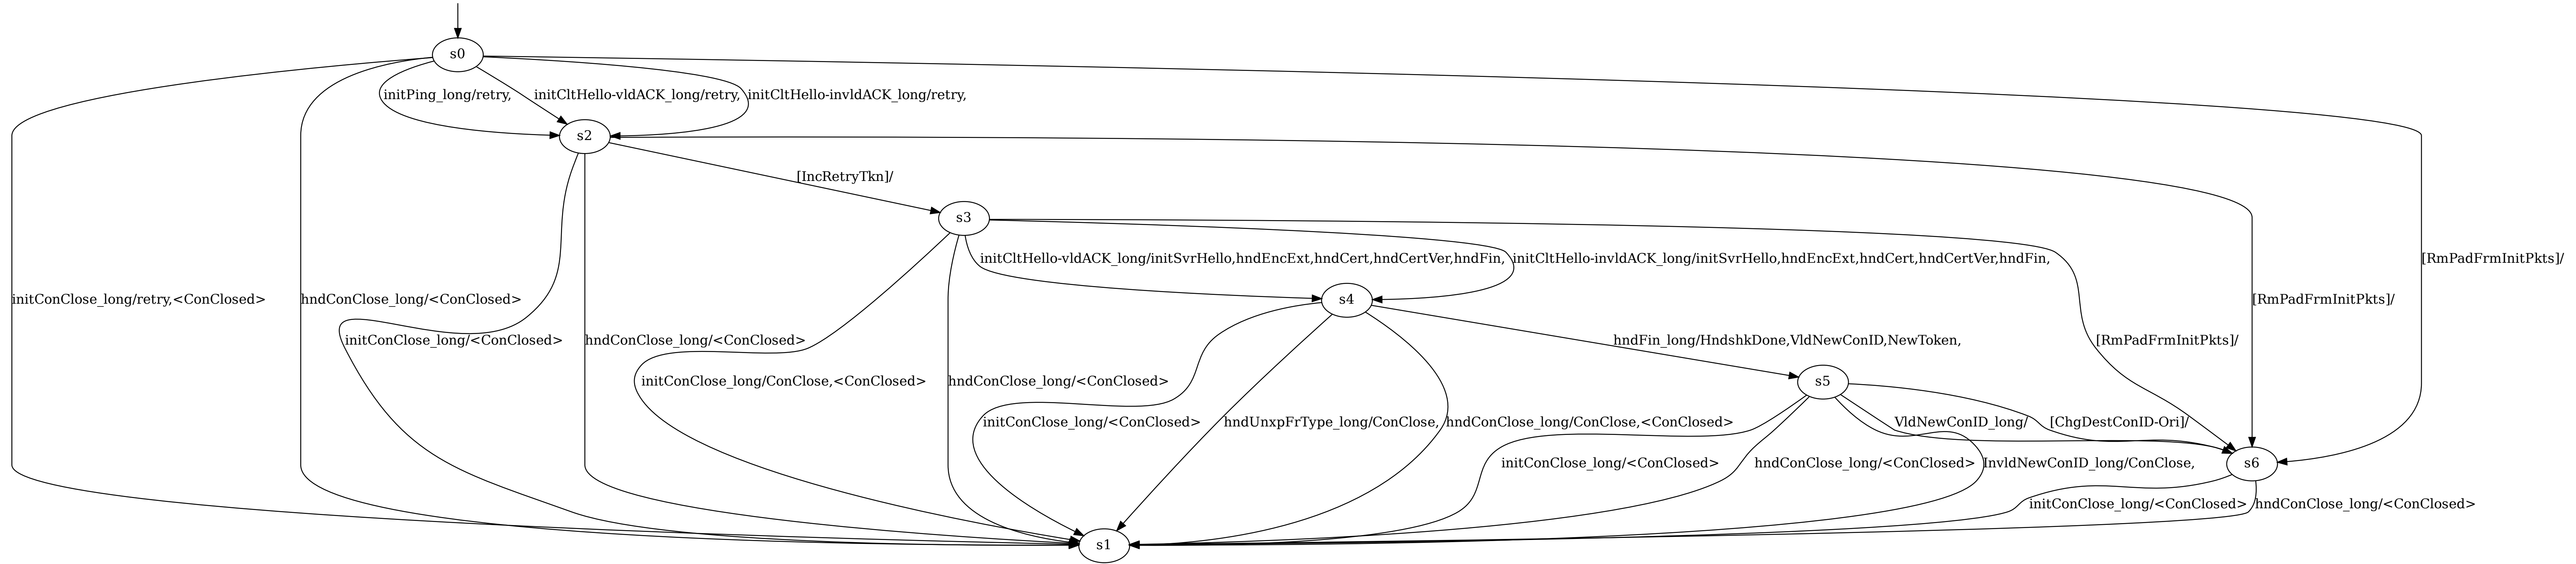 s0
initPing_long/retry,
initCltHello-vldACK_long/retry,
initCltHello-invldACK_long/retry,
s2
[IncRetryTkn]/
s3
initCltHello-vldACK_long/initSvrHello,hndEncExt,hndCert,hndCertVer,hndFin,
initCltHello-invldACK_long/initSvrHello,hndEncExt,hndCert,hndCertVer,hndFin,
[RmPadFrmInitPkts]/
initConClose_long/retry,<ConClosed>
hndConClose_long/<ConClosed>
s4
[RmPadFrmInitPkts]/
initConClose_long/<ConClosed>
hndConClose_long/<ConClosed>
hndFin_long/HndshkDone,VldNewConID,NewToken,
[RmPadFrmInitPkts]/
initConClose_long/ConClose,<ConClosed>
hndConClose_long/<ConClosed>
s5
initConClose_long/<ConClosed>
hndUnxpFrType_long/ConClose,
hndConClose_long/ConClose,<ConClosed>
VldNewConID_long/
[ChgDestConID-Ori]/
initConClose_long/<ConClosed>
hndConClose_long/<ConClosed>
InvldNewConID_long/ConClose,
s6
initConClose_long/<ConClosed>
hndConClose_long/<ConClosed>
s1